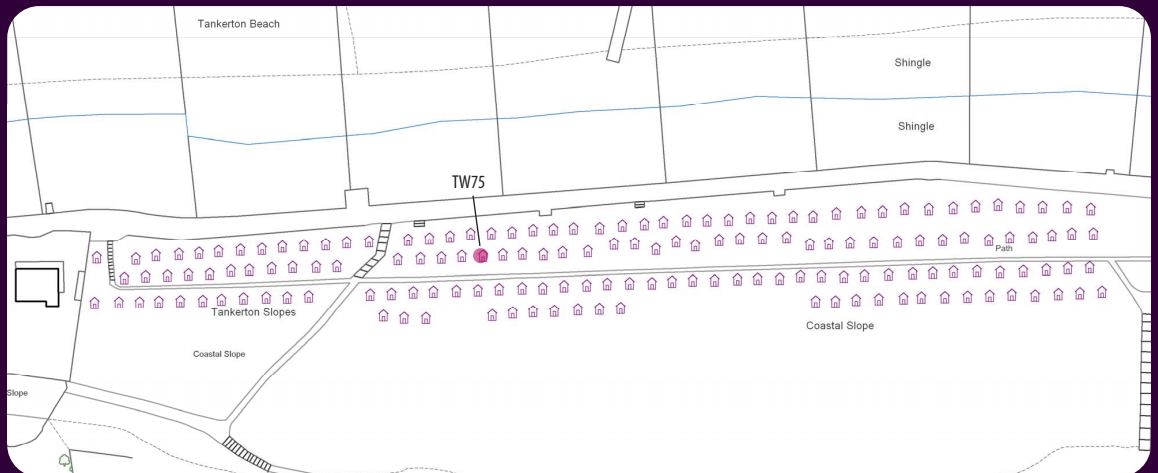 Tankerton Beach
Shingle
Shingle
TW75
Path
Tankerton Slopes
Coastal Slope
Coastal Slope
Slope